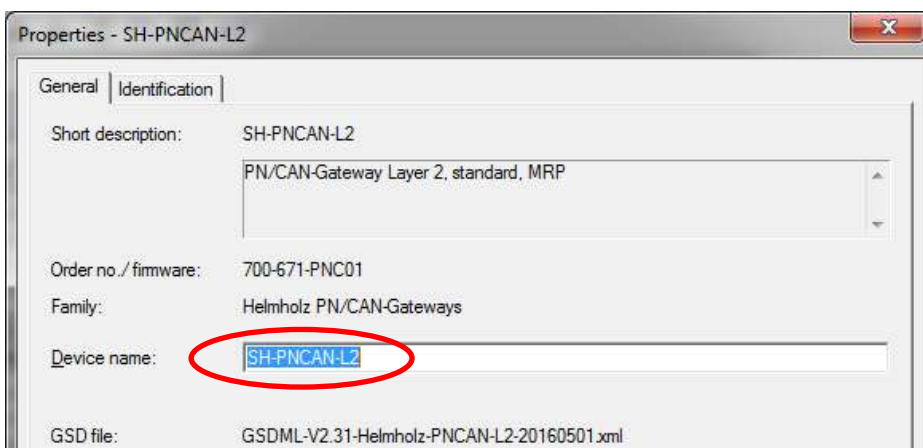 Properties - SH-PNCAN-L2
General Identification
Short description: SH-PNCAN-L2
PN/CAN-Gateway Layer 2, standard, MRP
Order no./ firmware: 700-671-PNC01
Family: Helmholz PN/CAN-Gateways
Device name: SH-PNCAN-L2
GSD file: GSDML-V2.31-Helmholz-PNCAN-L2-20160501.xml